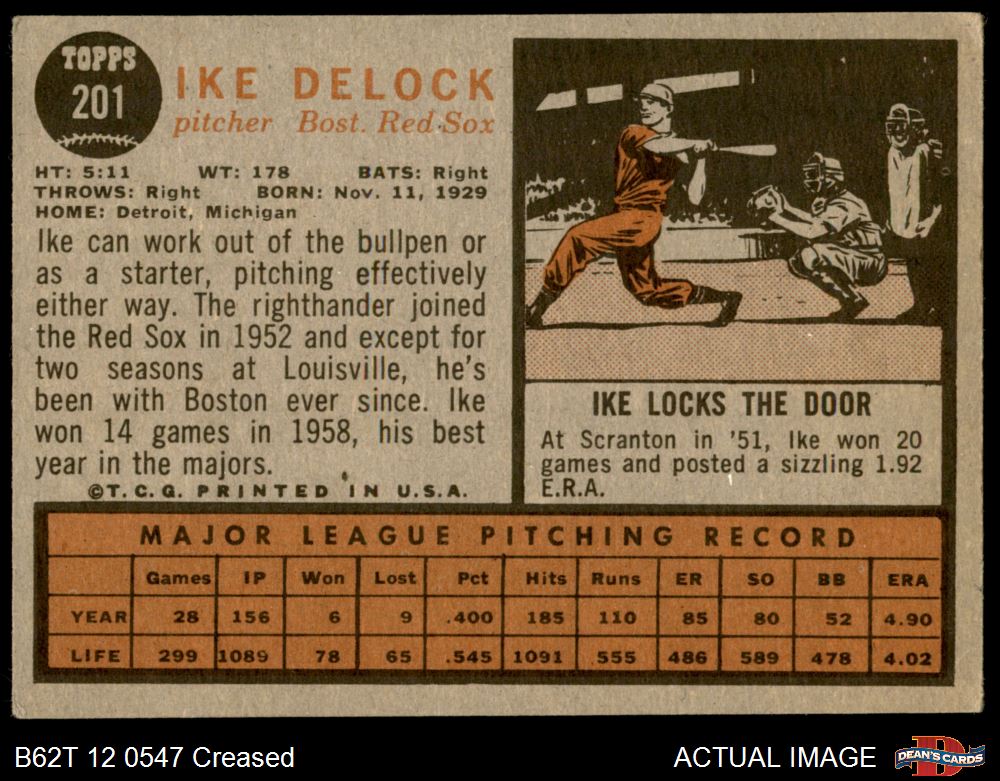 TOPPS
201
IKE DELOCK
pitcher Bost. Red Sox
HT: 5:11 WT: 178 BATS: Right
THROWS: Right BORN: Nov. 11, 1929
HOME: Detroit, Michigan
Ike can work out of the bullpen or
as a starter, pitching effectively
either way. The righthander joined
the Red Sox in 1952 and except for
two seasons at Louisville, he's
been with Boston ever since. Ike
won 14 games in 1958, his best
year in the majors.
©T.C.G. PRINTED IN U.S.A.
IKE LOCKS THE DOOR
At Scranton in '51, Ike won 20
games and posted a sizzling 1.92
E.R.A.
MAJOR LEAGUE PITCHING RECORD
Games IP Won Lost Pct Hits Runs ER SO BB ERA
YEAR 28 156 6 9 .400 185 110 85 80 52 4.90
LIFE 299 1089 78 65 .545 1091 555 486 589 478 4.02
B62T 12 0547 Creased
ACTUAL IMAGE
D
DEAN'S CARDS